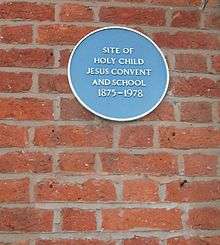 SITE OF
HOLY CHILD
JESUS CONVENT
AND SCHOOL
1875-1978